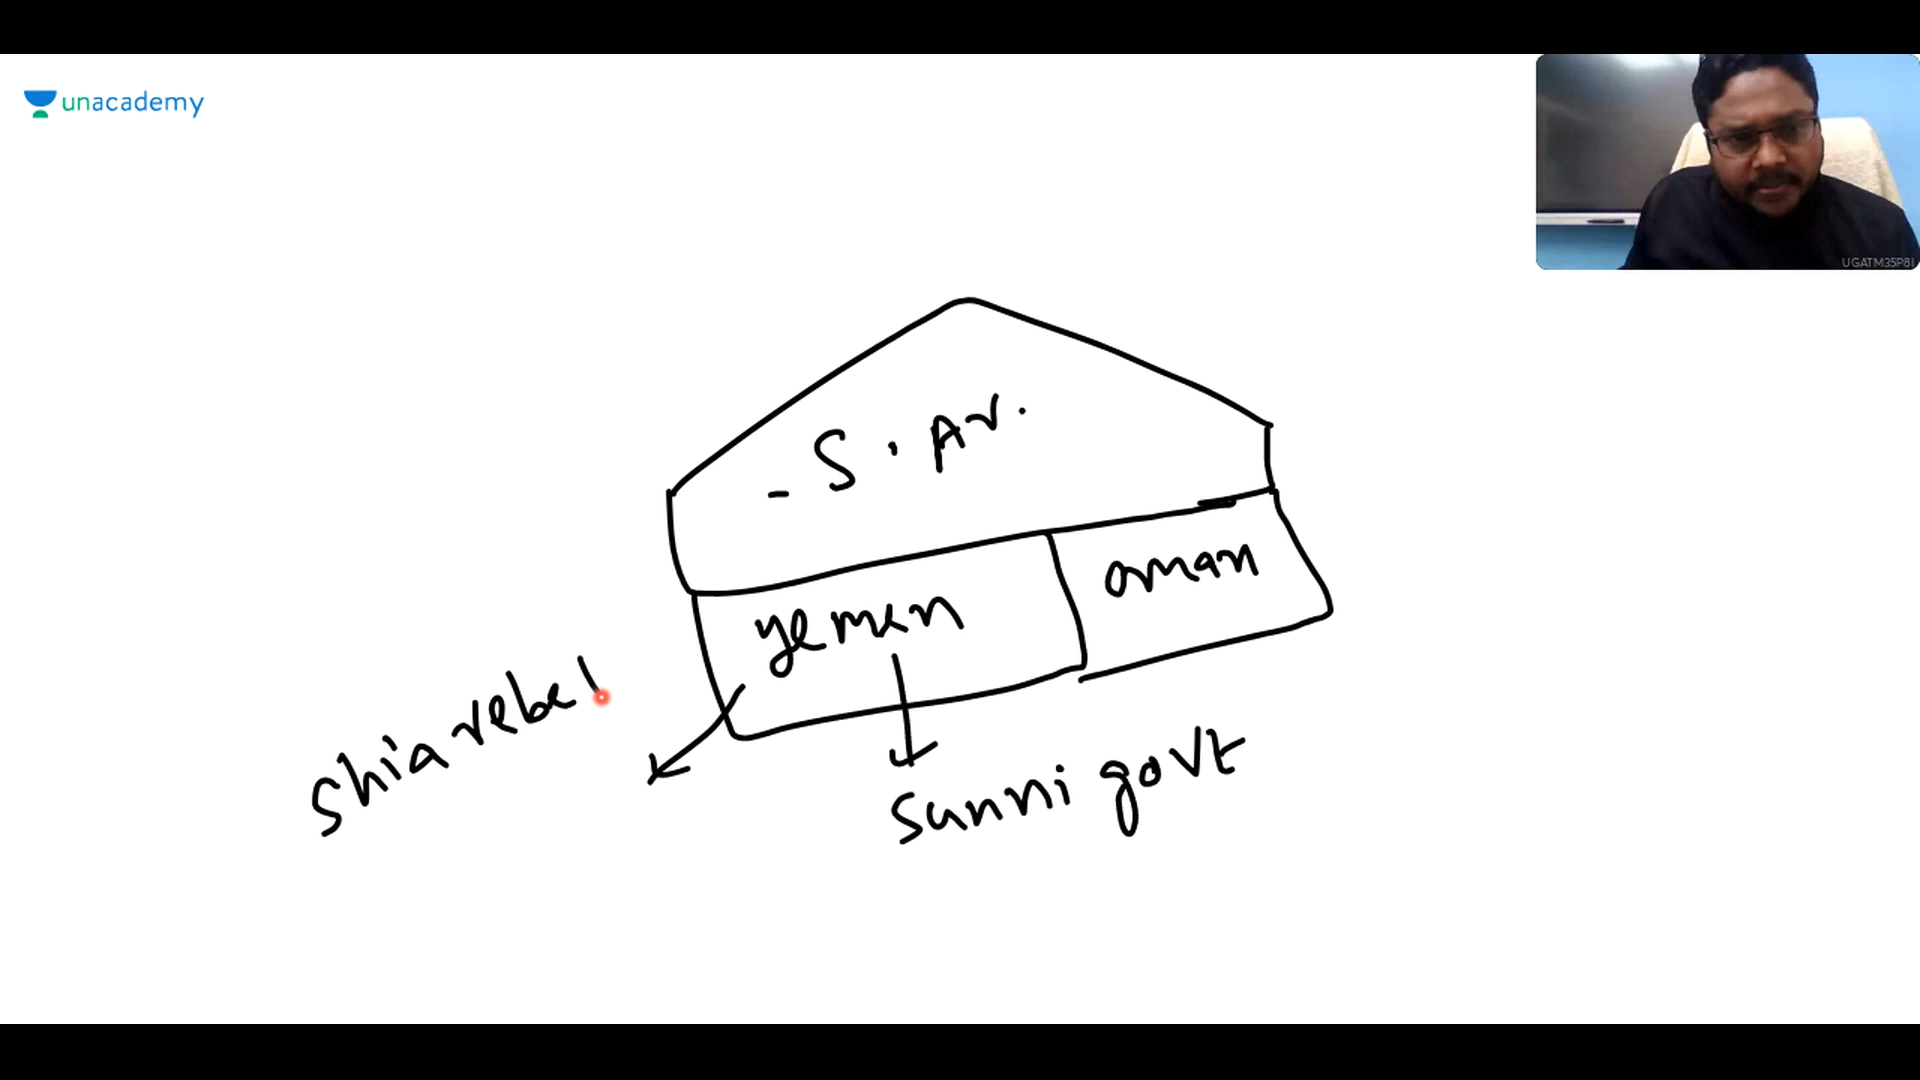 unacademy
UGATM35P8I
- S. Ar.
Yemen
oman
Shia rebel
Sunni govt